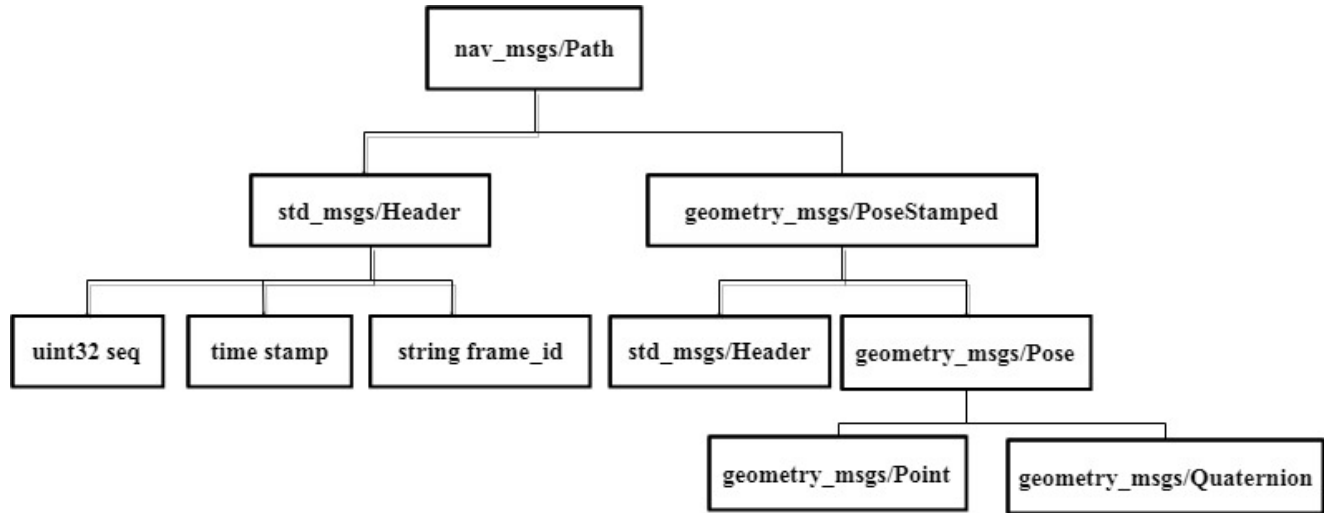 nav_msgs/Path
std_msgs/Header
geometry_msgs/PoseStamped
uint32 seq
time stamp
string frame_id
std_msgs/Header
geometry_msgs/Pose
geometry_msgs/Point
geometry_msgs/Quaternion